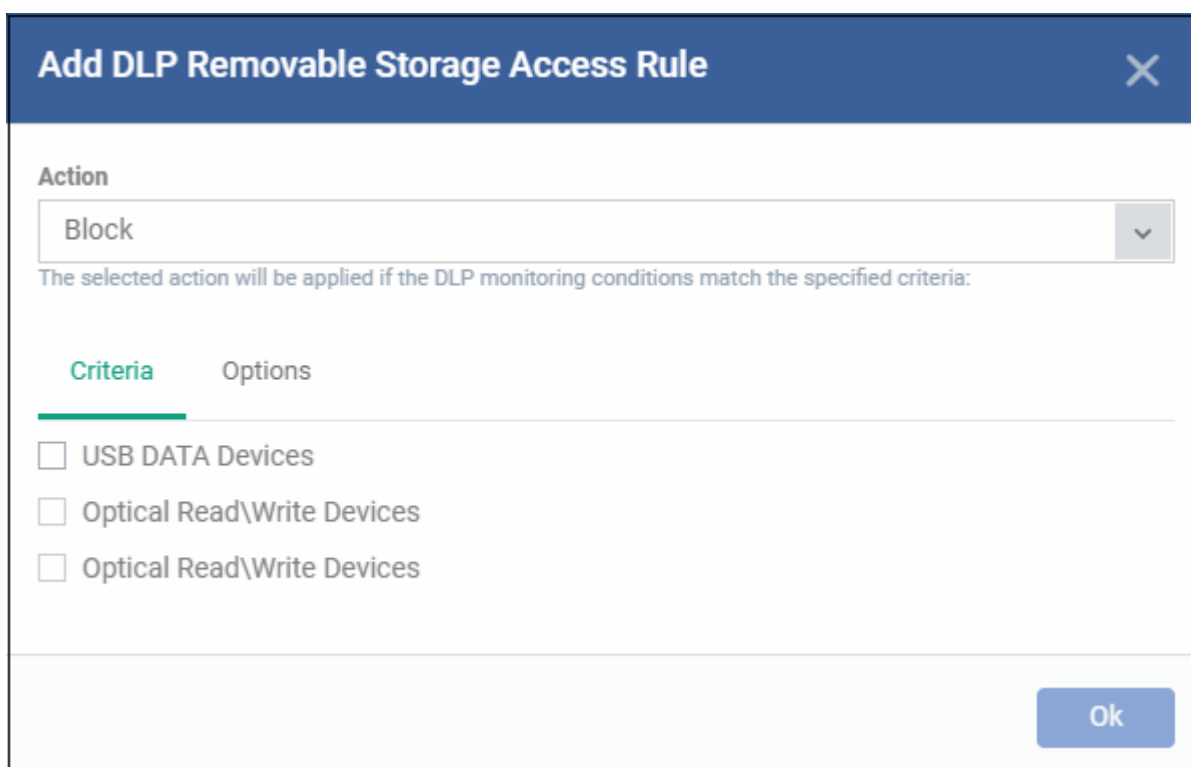 Add DLP Removable Storage Access Rule
Action
Block
The selected action will be applied if the DLP monitoring conditions match the specified criteria:
Criteria Options
USB DATA Devices
Optical Read\Write Devices
Optical Read\Write Devices
Ok